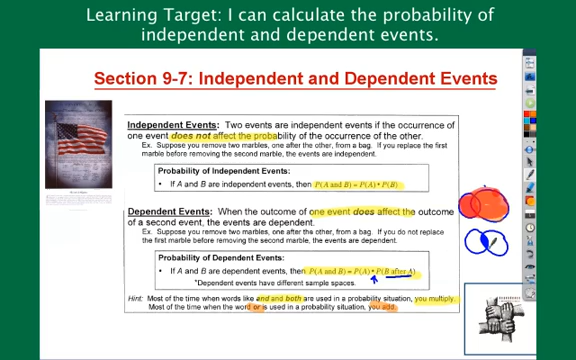 Learning Target: I can calculate the probability of
independent and dependent events.
Section 9-7: Independent and Dependent Events
Independent Events: Two events are independent events if the occurrence of
one event does not affect the probability of the occurrence of the other.
Ex. Suppose you remove two marbles, one after the other, from a bag. If you replace the first
marble before removing the second marble, the events are independent.
Probability of Independent Events:
• If A and B are independent events, then P(A and B) = P(A) • P(B)
Dependent Events: When the outcome of one event does affect the outcome
of a second event, the events are dependent.
Ex. Suppose you remove two marbles, one after the other, from a bag. If you do not replace
the first marble before removing the second marble, the events are dependent.
Probability of Dependent Events:
• If A and B are dependent events, then P(A and B) = P(A) • P(B after A)
*Dependent events have different sample spaces.
Hint: Most of the time when words like and and both are used in a probability situation, you multiply.
Most of the time when the word or is used in a probability situation, you add.